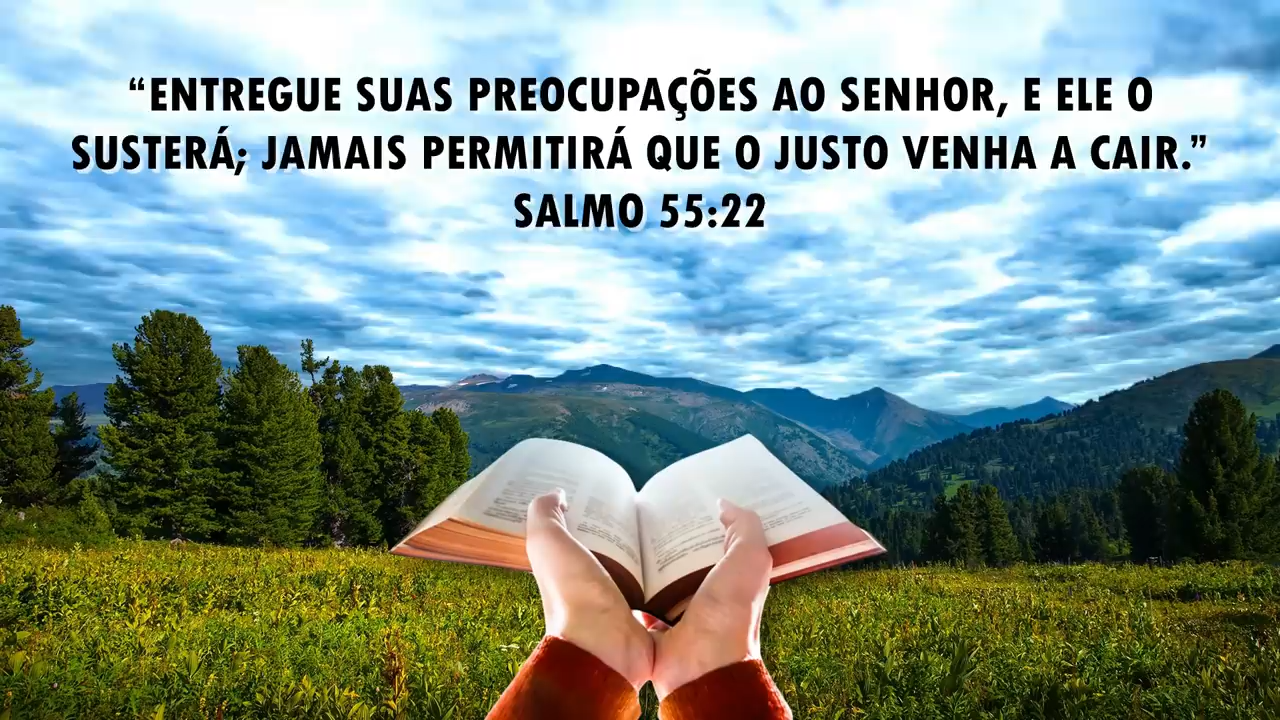 “ENTREGUE SUAS PREOCUPAÇÕES AO SENHOR, E ELE O
SUSTERÁ; JAMAIS PERMITIRÁ QUE O JUSTO VENHA A CAIR.”
SALMO 55:22